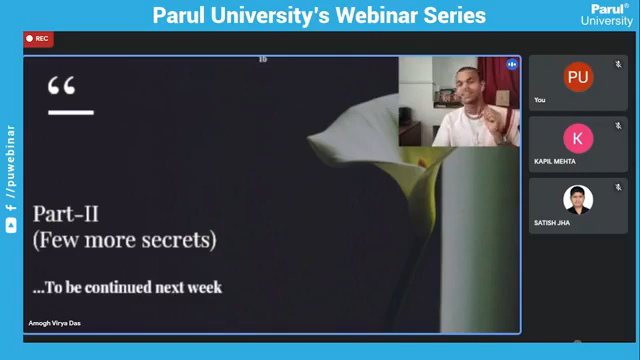 Parul University's Webinar Series
Parul®
University
REC
16
“
Part-II
(Few more secrets)
...To be continued next week
Amogh Virya Das
PU
You
K
KAPIL MEHTA
SATISH JHA
f //puwebinar